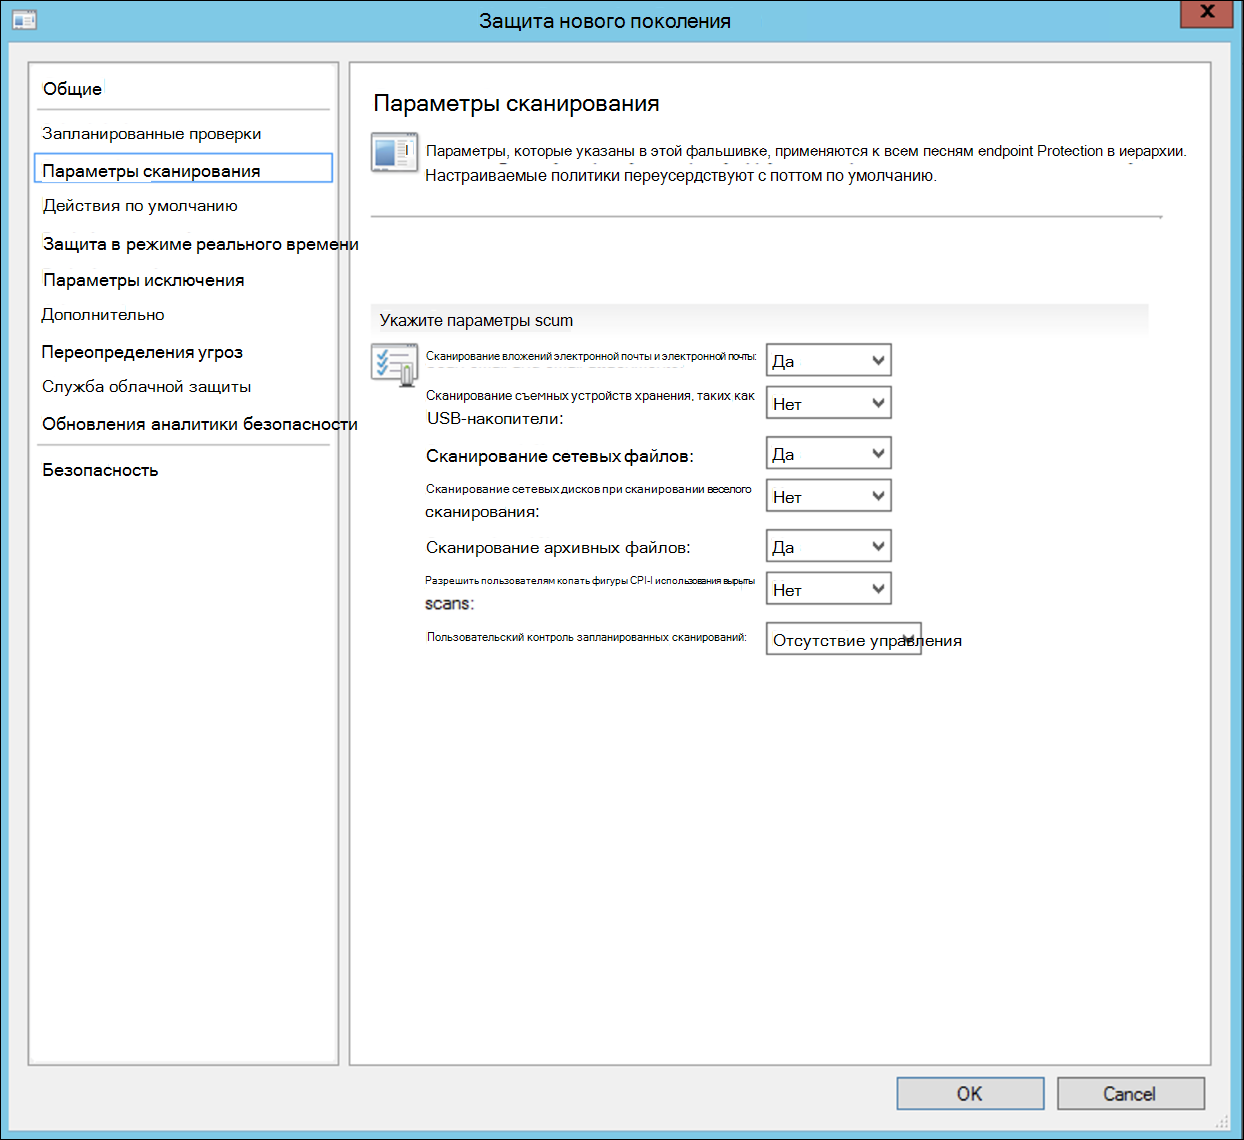 Защита нового поколения
X
Общие
Запланированные проверки
Параметры сканирования
Действия по умолчанию
Защита в режиме реального времени
Параметры исключения
Дополнительно
Переопределения угроз
Служба облачной защиты
Обновления аналитики безопасности
Безопасность
Параметры сканирования
Параметры, которые указаны в этой фальшивке, применяются к всем песням endpoint Protection в иерархии.
Настраиваемые политики переусердствуют с поттом по умолчанию.
Укажите параметры scum
Сканирование вложений электронной почты и электронной почты:
Да
Сканирование съемных устройств хранения, таких как
USB-накопители:
Нет
Сканирование сетевых файлов:
Да
Сканирование сетевых дисков при сканировании веселого
сканирования:
Нет
Сканирование архивных файлов:
Да
Разрешить пользователям копать фигуры CPI-I использования вырыты
scans:
Нет
Пользовательский контроль запланированных сканирований:
Отсутствие управления
OK
Cancel